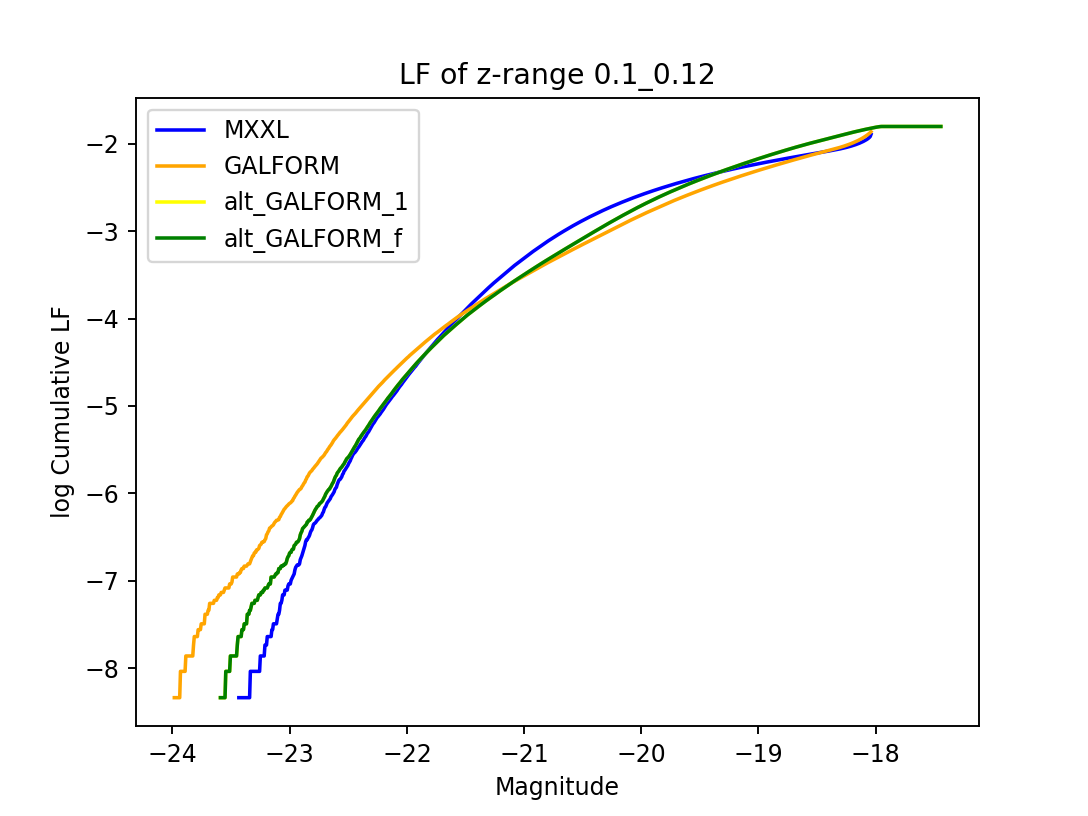 LF of z-range 0.1_0.12
MXXL
GALFORM
alt_GALFORM_1
alt_GALFORM_f
log Cumulative LF
−2
−3
−4
−5
−6
−7
−8
−24 −23 −22 −21 −20 −19 −18
Magnitude